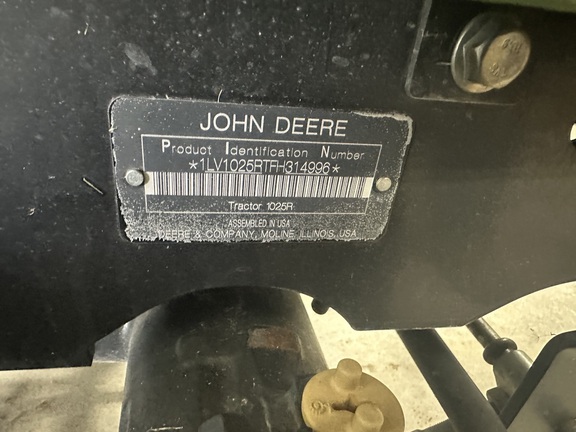 JOHN DEERE
Product Identification Number
*1LV1025RTFH314996*
Tractor 1025R
ASSEMBLED IN USA
DEERE & COMPANY, MOLINE, ILLINOIS, USA